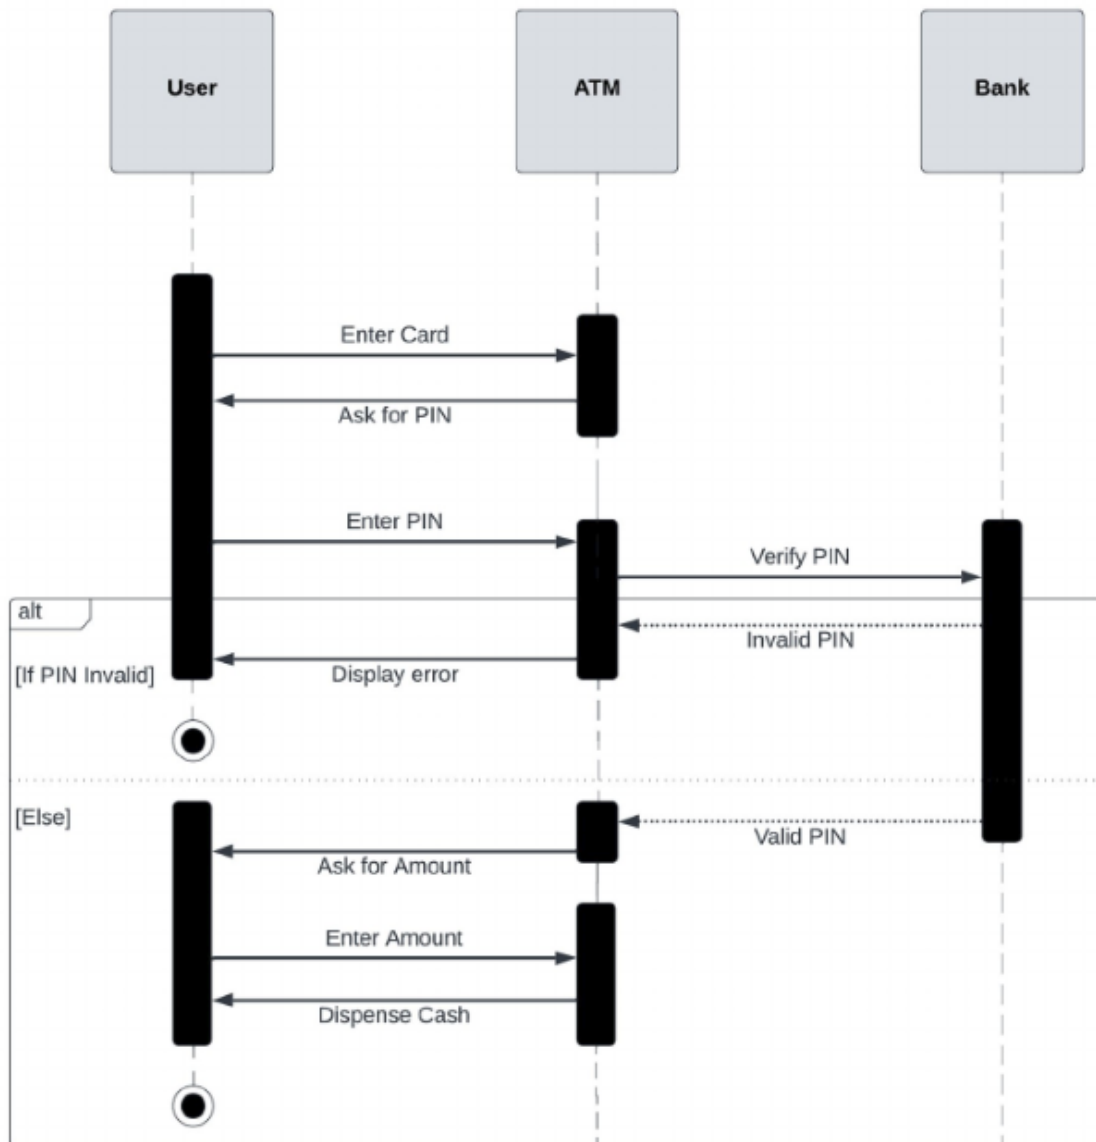 User
ATM
Bank
Enter Card
Ask for PIN
Enter PIN
Verify PIN
alt
Invalid PIN
[If PIN Invalid]
Display error
[Else]
Valid PIN
Ask for Amount
Enter Amount
Dispense Cash